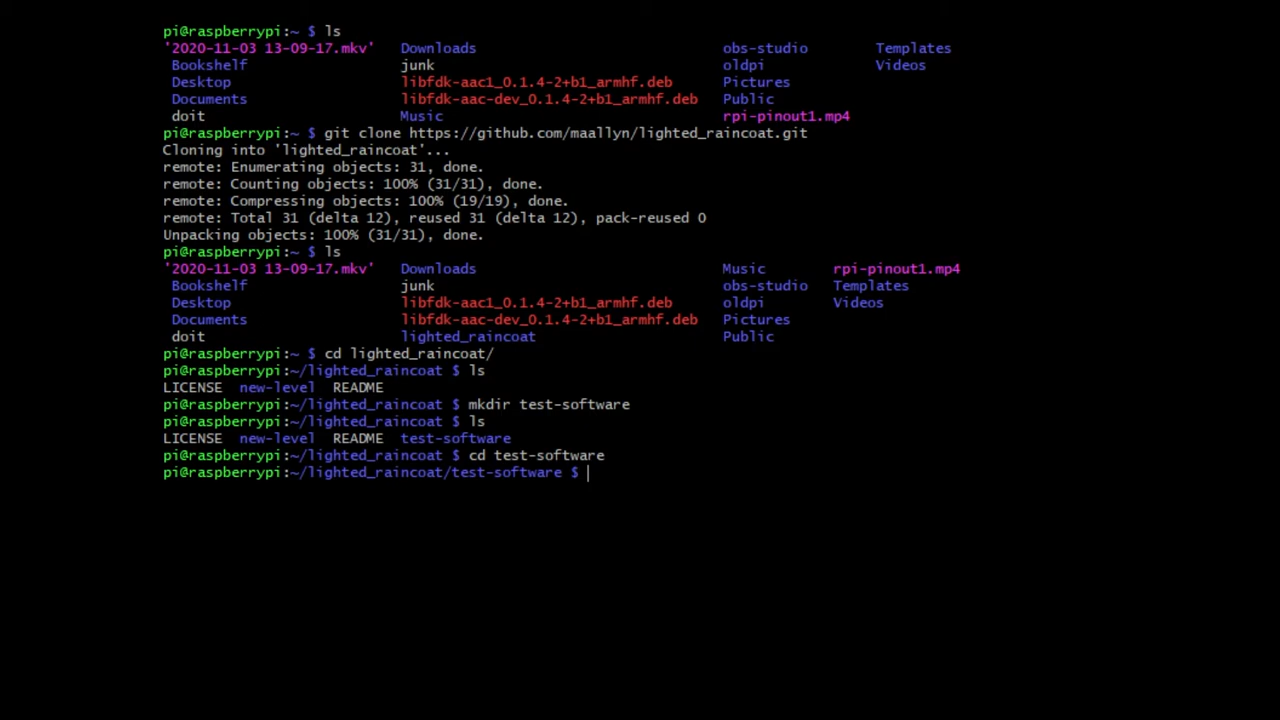 pi@raspberrypi:~ $ ls
'2020-11-03 13-09-17.mkv' Downloads obs-studio Templates
Bookshelf junk oldpi Videos
Desktop libfdk-aac1_0.1.4-2+b1_armhf.deb Pictures
Documents libfdk-aac-dev_0.1.4-2+b1_armhf.deb Public
doit Music rpi-pinout1.mp4
pi@raspberrypi:~ $ git clone https://github.com/maallyn/lighted_raincoat.git
Cloning into 'lighted_raincoat'...
remote: Enumerating objects: 31, done.
remote: Counting objects: 100% (31/31), done.
remote: Compressing objects: 100% (19/19), done.
remote: Total 31 (delta 12), reused 31 (delta 12), pack-reused 0
Unpacking objects: 100% (31/31), done.
pi@raspberrypi:~ $ ls
'2020-11-03 13-09-17.mkv' Downloads Music rpi-pinout1.mp4
Bookshelf junk obs-studio Templates
Desktop libfdk-aac1_0.1.4-2+b1_armhf.deb oldpi Videos
Documents libfdk-aac-dev_0.1.4-2+b1_armhf.deb Pictures
doit lighted_raincoat Public
pi@raspberrypi:~ $ cd lighted_raincoat/
pi@raspberrypi:~/lighted_raincoat $ ls
LICENSE new-level README
pi@raspberrypi:~/lighted_raincoat $ mkdir test-software
pi@raspberrypi:~/lighted_raincoat $ ls
LICENSE new-level README test-software
pi@raspberrypi:~/lighted_raincoat $ cd test-software
pi@raspberrypi:~/lighted_raincoat/test-software $